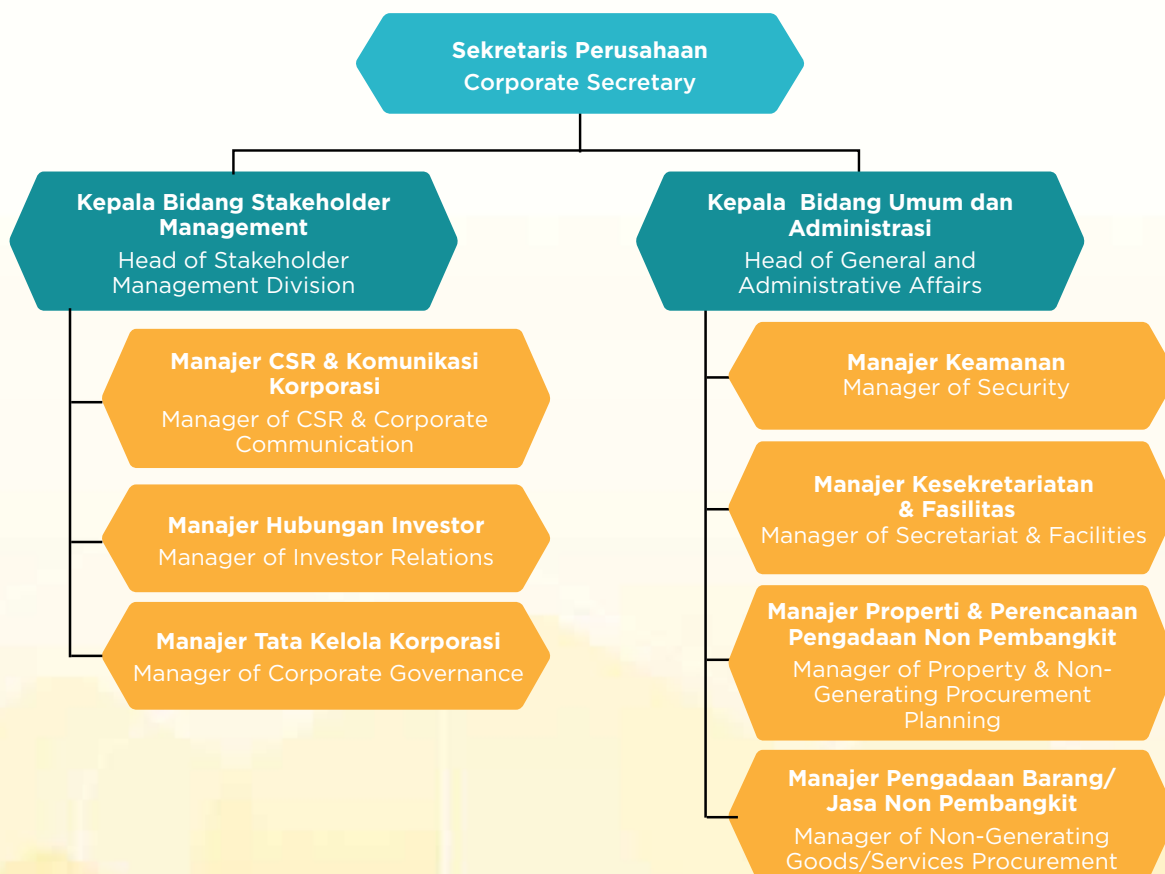 Sekretaris Perusahaan
Corporate Secretary
Kepala Bidang Stakeholder
Management
Head of Stakeholder
Management Division
Manajer CSR & Komunikasi
Korporasi
Manager of CSR & Corporate
Communication
Manajer Hubungan Investor
Manager of Investor Relations
Manajer Tata Kelola Korporasi
Manager of Corporate Governance
Kepala Bidang Umum dan
Administrasi
Head of General and
Administrative Affairs
Manajer Keamanan
Manager of Security
Manajer Kesekretariatan
& Fasilitas
Manager of Secretariat & Facilities
Manajer Properti & Perencanaan
Pengadaan Non Pembangkit
Manager of Property & Non-
Generating Procurement
Planning
Manajer Pengadaan Barang/
Jasa Non Pembangkit
Manager of Non-Generating
Goods/Services Procurement